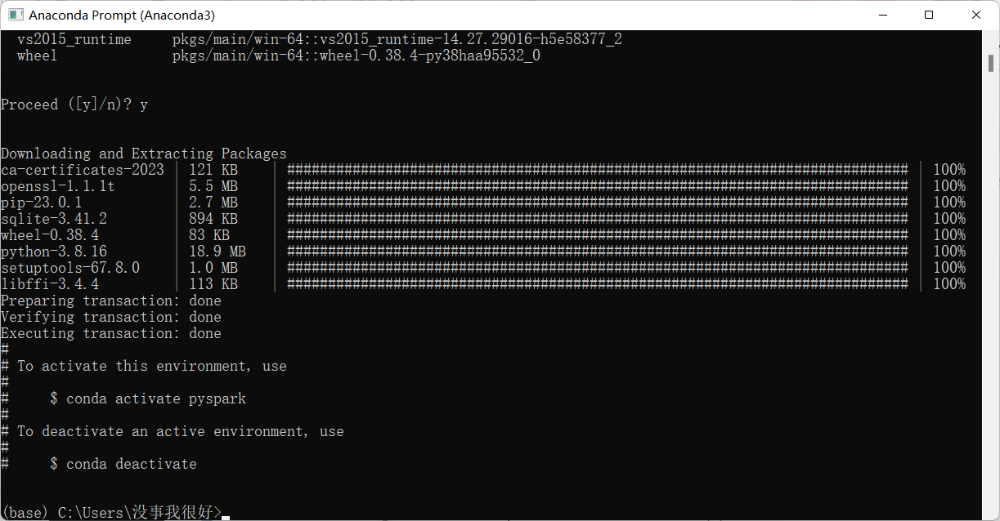 Anaconda Prompt (Anaconda3)
vs2015_runtime pkgs/main/win-64::vs2015_runtime-14.27.29016-h5e58377_2
wheel pkgs/main/win-64::wheel-0.38.4-py38haa95532_0
Proceed ([y]/n)? y
Downloading and Extracting Packages
ca-certificates-2023 | 121 KB | ############################################################################ | 100%
openssl-1.1.1t | 5.5 MB | ############################################################################ | 100%
pip-23.0.1 | 2.7 MB | ############################################################################ | 100%
sqlite-3.41.2 | 894 KB | ############################################################################ | 100%
wheel-0.38.4 | 83 KB | ############################################################################ | 100%
python-3.8.16 | 18.9 MB | ############################################################################ | 100%
setuptools-67.8.0 | 1.0 MB | ############################################################################ | 100%
libffi-3.4.4 | 113 KB | ############################################################################ | 100%
Preparing transaction: done
Verifying transaction: done
Executing transaction: done
#
# To activate this environment, use
#
# $ conda activate pyspark
#
# To deactivate an active environment, use
#
# $ conda deactivate
(base) C:\Users\没事我很好>